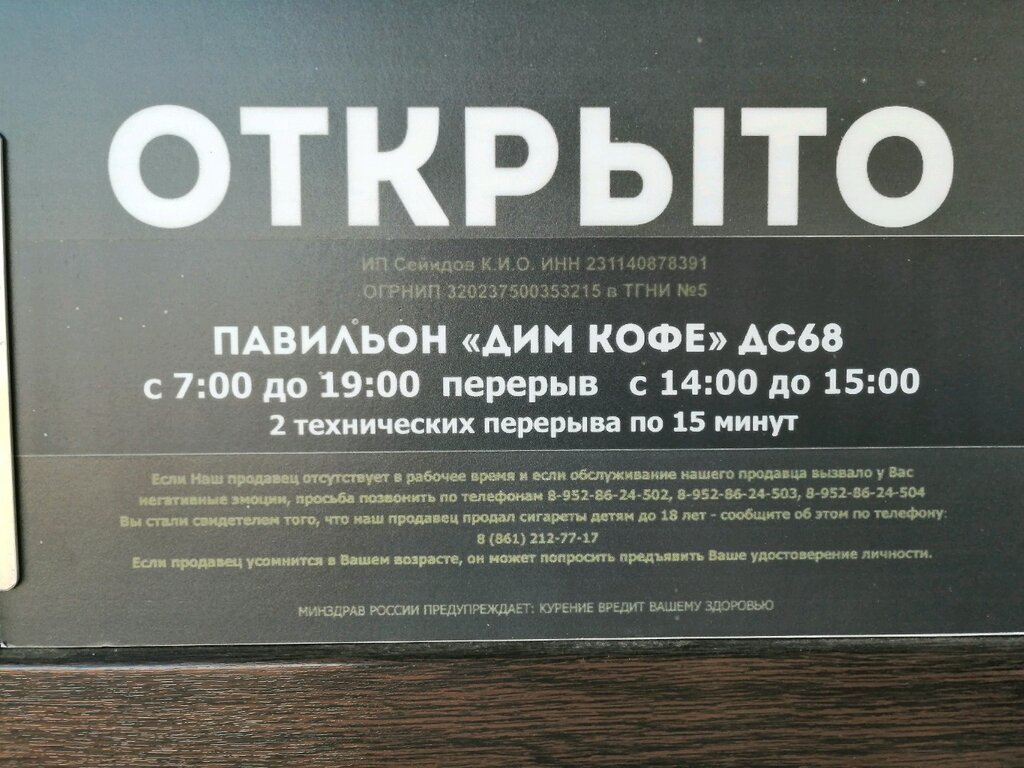 ОТКРЫТО
ИП Сейидов К.И.О. ИНН 231140878391
ОГРНИП 320237500353215 в ТГНИ №5
ПАВИЛЬОН «ДИМ КОФЕ» ДС68
с 7:00 до 19:00 перерыв с 14:00 до 15:00
2 технических перерыва по 15 минут
Если Наш продавец отсутствует в рабочее время и если обслуживание нашего продавца вызвало у Вас
негативные эмоции, просьба позвонить по телефонам 8-952-86-24-502, 8-952-86-24-503, 8-952-86-24-504
Вы стали свидетелем того, что наш продавец продал сигареты детям до 18 лет - сообщите об этом по телефону:
8 (861) 212-77-17
Если продавец усомнится в Вашем возрасте, он может попросить предъявить Ваше удостоверение личности.
МИНЗДРАВ РОССИИ ПРЕДУПРЕЖДАЕТ: КУРЕНИЕ ВРЕДИТ ВАШЕМУ ЗДОРОВЬЮ